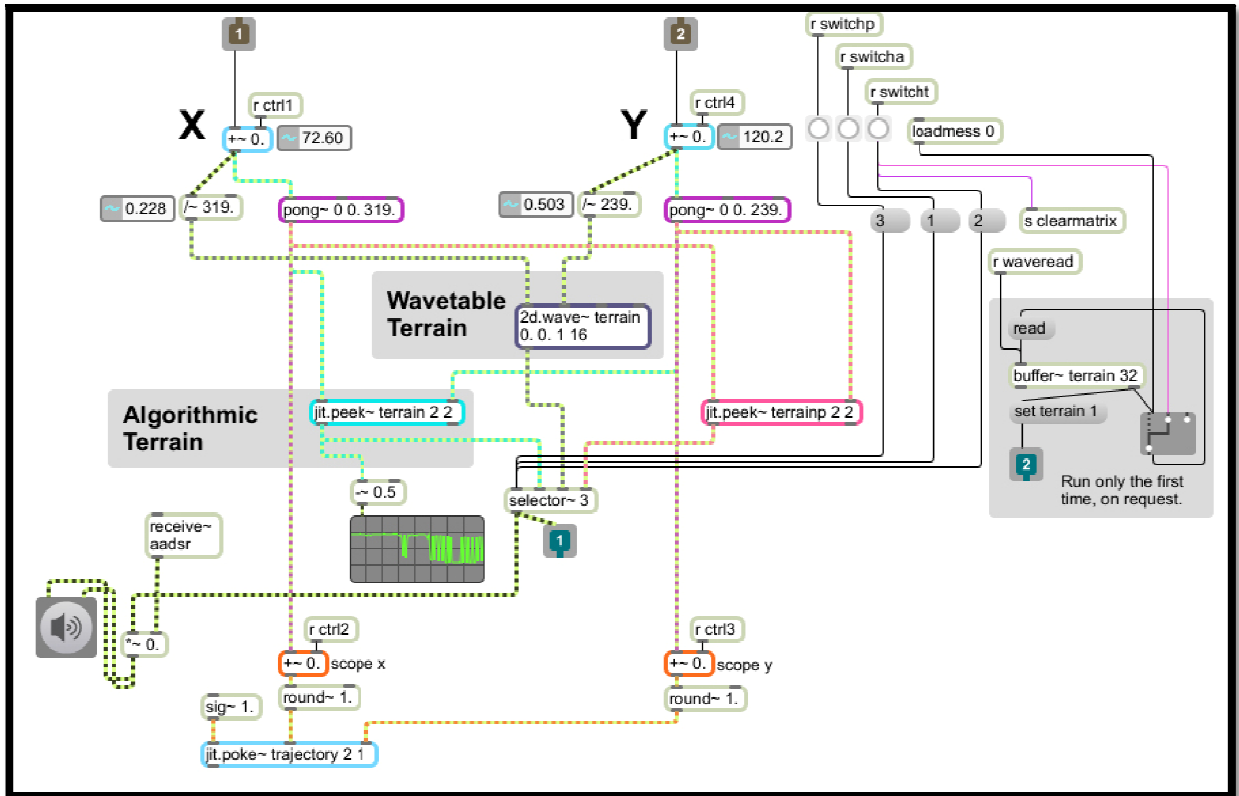 1
2
r switchp
r switcha
r switcht
r ctrl1
r ctrl4
loadmess 0
X
+~ 0.
~ 72.60
Y
+~ 0.
~ 120.2
~ 0.228
/~ 319.
pong~ 0 0. 319.
~ 0.503
/~ 239.
pong~ 0 0. 239.
3
1
2
s clearmatrix
r waveread
Wavetable
Terrain
2d.wave~ terrain
0. 0. 1 16
read
buffer~ terrain 32
Algorithmic
Terrain
jit.peek~ terrain 2 2
jit.peek~ terrainp 2 2
set terrain 1
2
Run only the first
time, on request.
-~ 0.5
selector~ 3
1
receive~
aadsr
*~ 0.
r ctrl2
r ctrl3
+~ 0.
scope x
+~ 0.
scope y
sig~ 1.
round~ 1.
round~ 1.
jit.poke~ trajectory 2 1